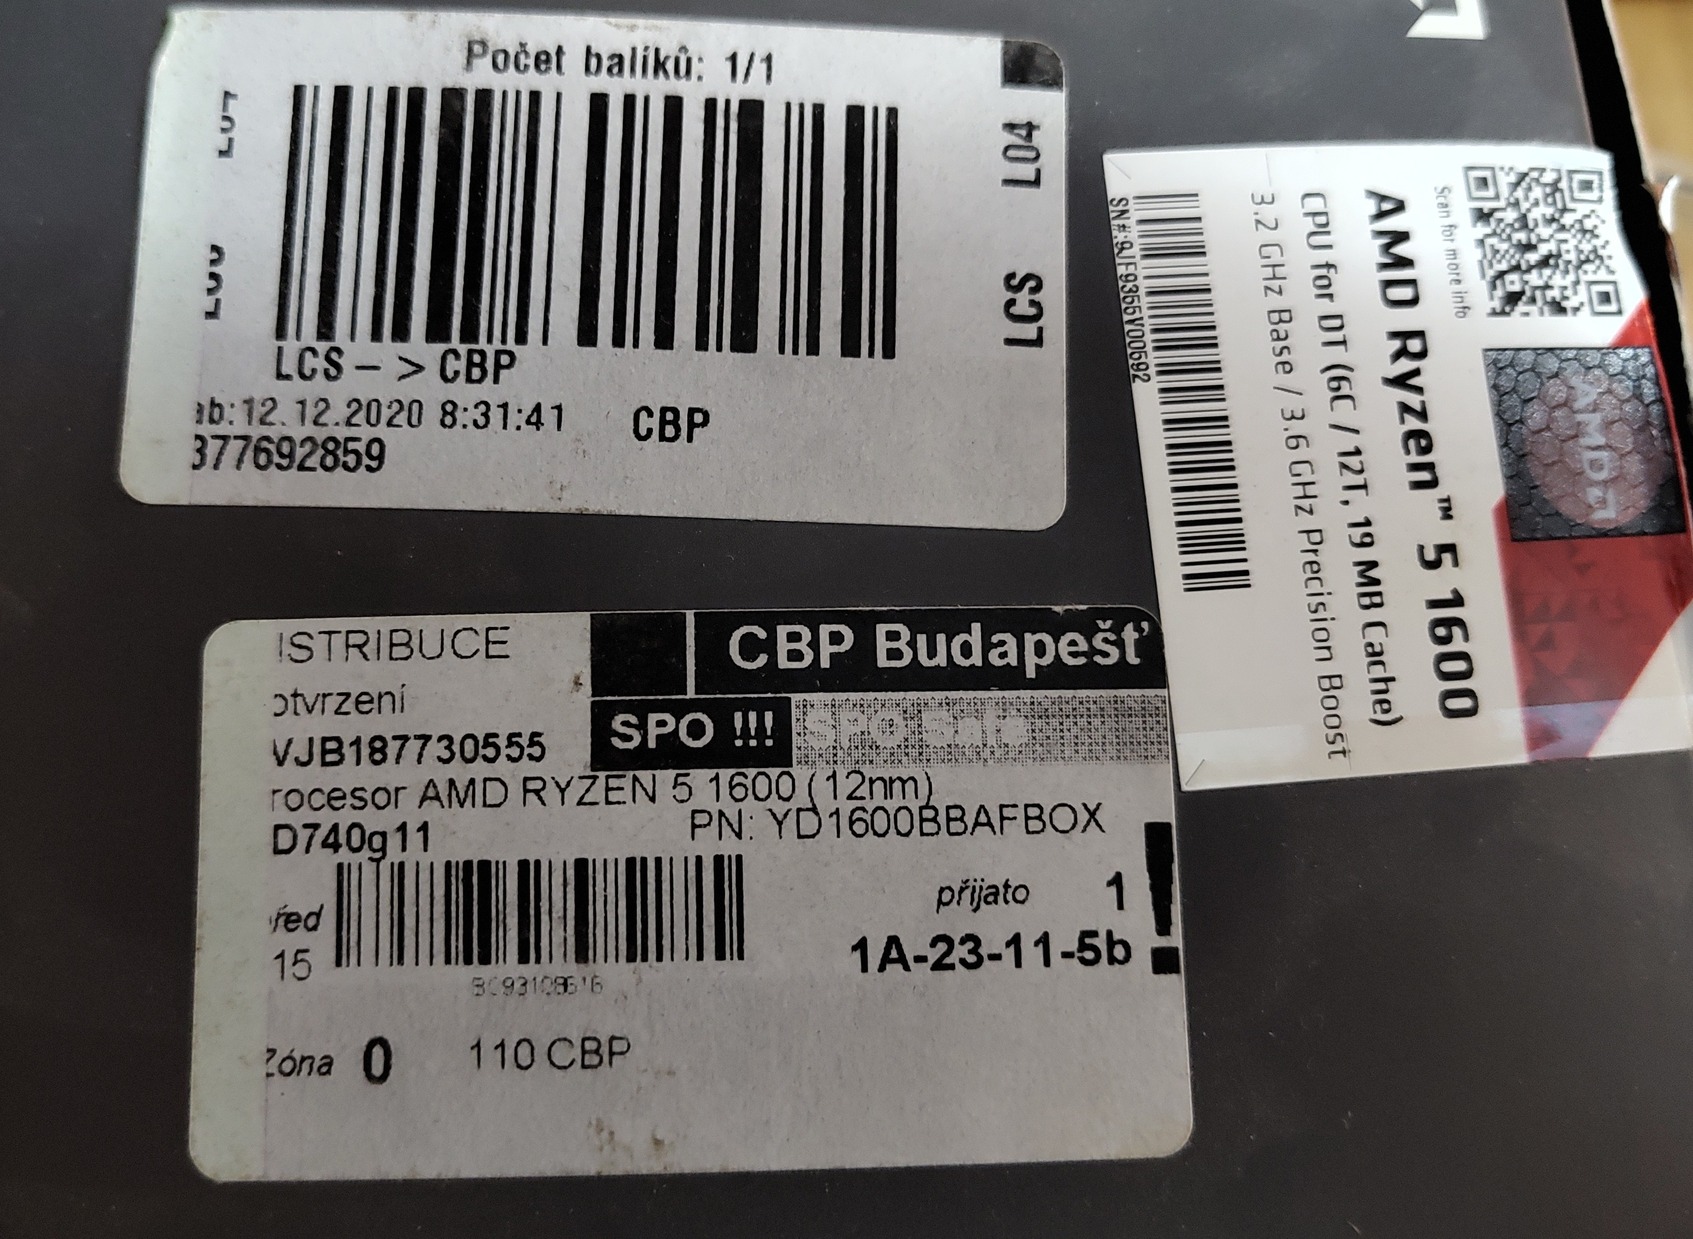 Počet balíků: 1/1
L04
LCS
LCS -> CBP
ab:12.12.2020 8:31:41 CBP
377692859
ISTRIBUCE
CBP Budapešť
otvrzení
SPO !!!
VJB187730555
rocesor AMD RYZEN 5 1600 (12nm)
D740g11 PN: YD1600BBAFBOX
řed
15
přijato 1
1A-23-11-5b
Zóna 0 110 CBP
Scan for more info
AMD
AMD Ryzen™ 5 1600
CPU for DT (6C / 12T, 19 MB Cache)
3.2 GHz Base / 3.6 GHz Precision Boost
SN#:9JF9355Y00592